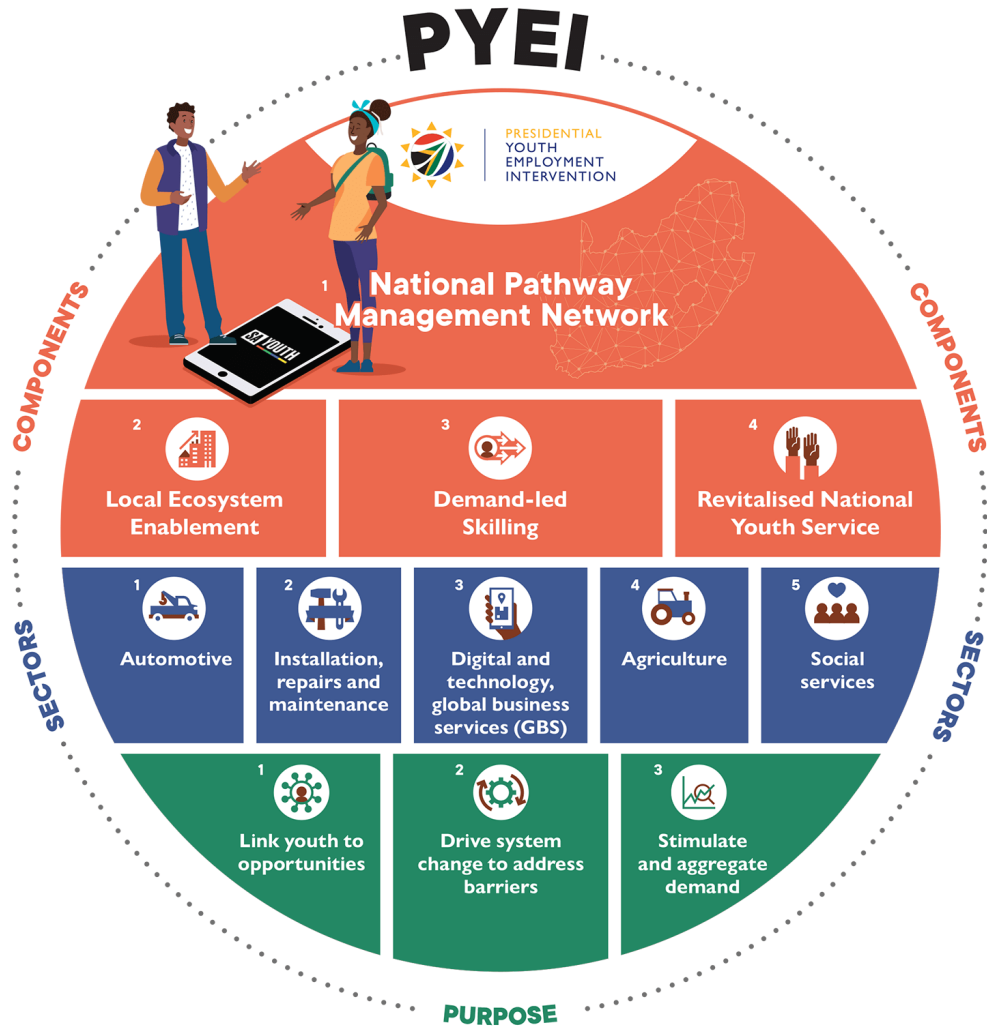 PYEI
PRESIDENTIAL
YOUTH
EMPLOYMENT
INTERVENTION
1
National Pathway
Management Network
SA YOUTH
COMPONENTS
COMPONENTS
2
Local Ecosystem
Enablement
3
Demand-led
Skilling
4
Revitalised National
Youth Service
SECTORS
SECTORS
1
Automotive
2
Installation,
repairs and
maintenance
3
Digital and
technology,
global business
services (GBS)
4
Agriculture
5
Social
services
1
Link youth to
opportunities
2
Drive system
change to address
barriers
3
Stimulate
and aggregate
demand
PURPOSE